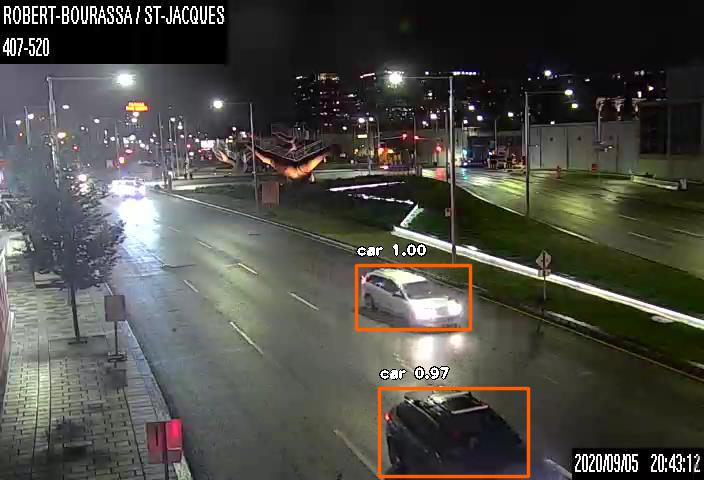 ROBERT-BOURASSA / ST-JACQUES
407-520
car 1.00
car 0.97
2020/09/05 20:43:12